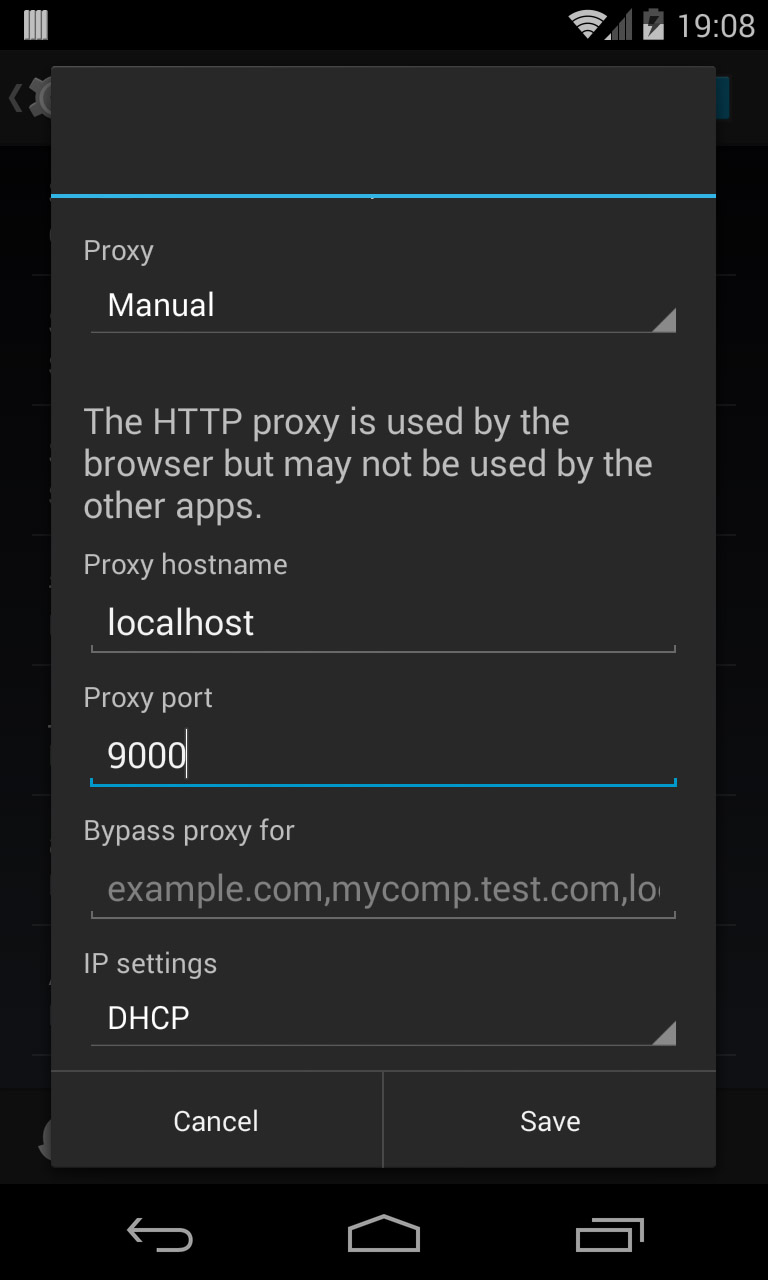 19:08
Proxy
Manual
The HTTP proxy is used by the
browser but may not be used by the
other apps.
Proxy hostname
localhost
Proxy port
9000
Bypass proxy for
example.com,mycomp.test.com,lo
IP settings
DHCP
Cancel
Save